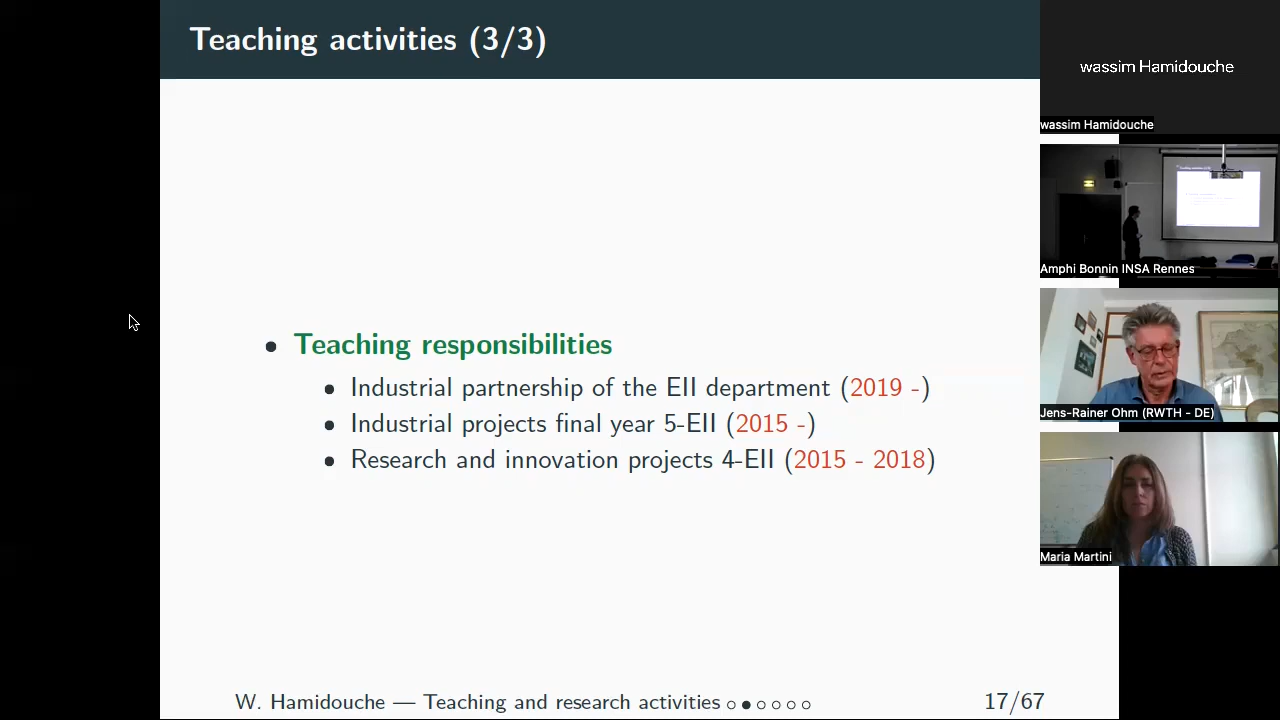 Teaching activities (3/3)
• Teaching responsibilities
• Industrial partnership of the EII department (2019 -)
• Industrial projects final year 5-EII (2015 -)
• Research and innovation projects 4-EII (2015 - 2018)
W. Hamidouche — Teaching and research activities
17/67
wassim Hamidouche
wassim Hamidouche
Amphi Bonnin INSA Rennes
Jens-Rainer Ohm (RWTH - DE)
Maria Martini